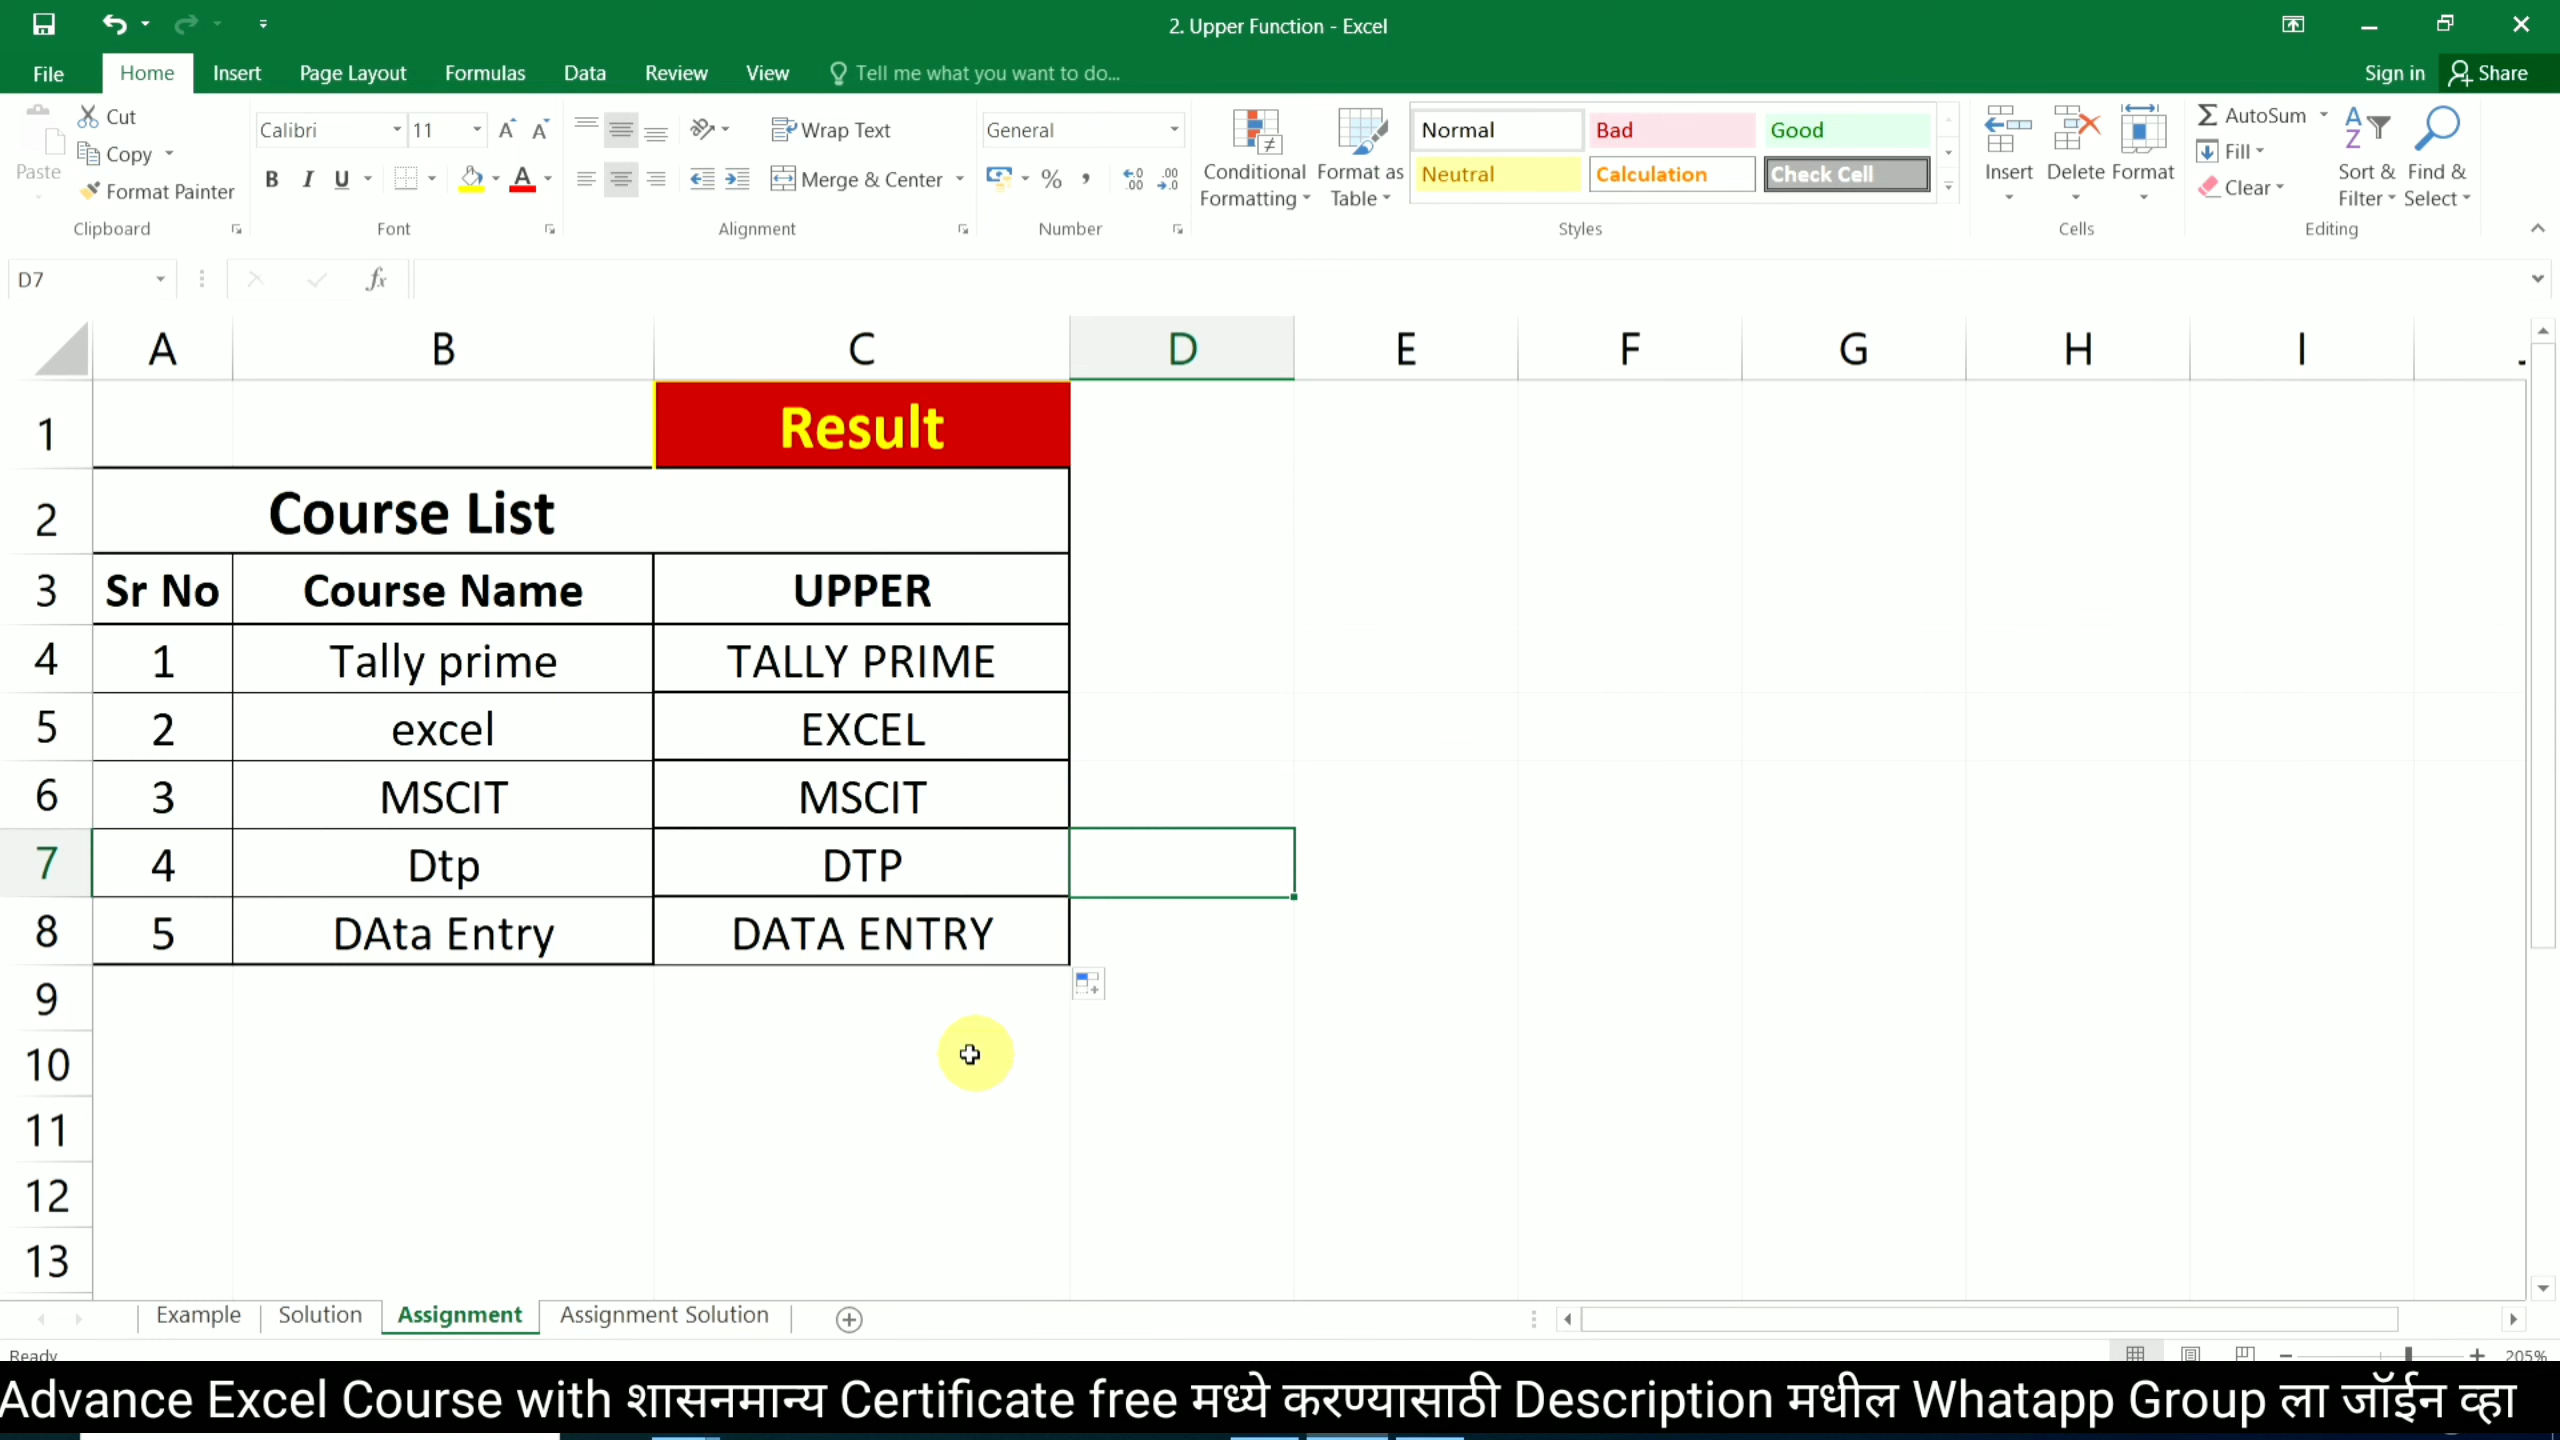 2. Upper Function - Excel
File Home Insert Page Layout Formulas Data Review View Tell me what you want to do... Sign in Share
Paste Cut Copy Format Painter Clipboard
Calibri 11 B I U A Font
Wrap Text Merge & Center Alignment
General % Number
Conditional Formatting Format as Table
Normal Bad Good
Neutral Calculation Check Cell
Styles
Insert Delete Format Cells
AutoSum Fill Clear Sort & Filter Find & Select Editing
D7 fx
A B C D E F G H I
1 Result
2 Course List
3 Sr No Course Name UPPER
4 1 Tally prime TALLY PRIME
5 2 excel EXCEL
6 3 MSCIT MSCIT
7 4 Dtp DTP
8 5 DAta Entry DATA ENTRY
9
10
11
12
13
Example Solution Assignment Assignment Solution
Ready 205%
Advance Excel Course with शासनमान्य Certificate free मध्ये करण्यासाठी Description मधील Whatapp Group ला जॉईन व्हा